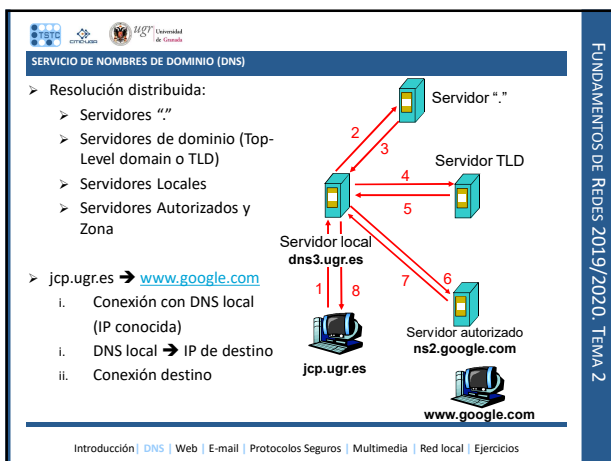 TSTC
CITIC-UGR
ugr Universidad
de Granada
SERVICIO DE NOMBRES DE DOMINIO (DNS)
➢ Resolución distribuida:
➢ Servidores "."
➢ Servidores de dominio (Top-
Level domain o TLD)
➢ Servidores Locales
➢ Servidores Autorizados y
Zona
➢ jcp.ugr.es ➔ www.google.com
i. Conexión con DNS local
(IP conocida)
i. DNS local ➔ IP de destino
ii. Conexión destino
Servidor "."
2
3
Servidor TLD
4
5
Servidor local
dns3.ugr.es
1
8
7
6
jcp.ugr.es
Servidor autorizado
ns2.google.com
www.google.com
FUNDAMENTOS DE REDES 2019/2020. TEMA 2
Introducción| DNS | Web | E-mail | Protocolos Seguros | Multimedia | Red local | Ejercicios